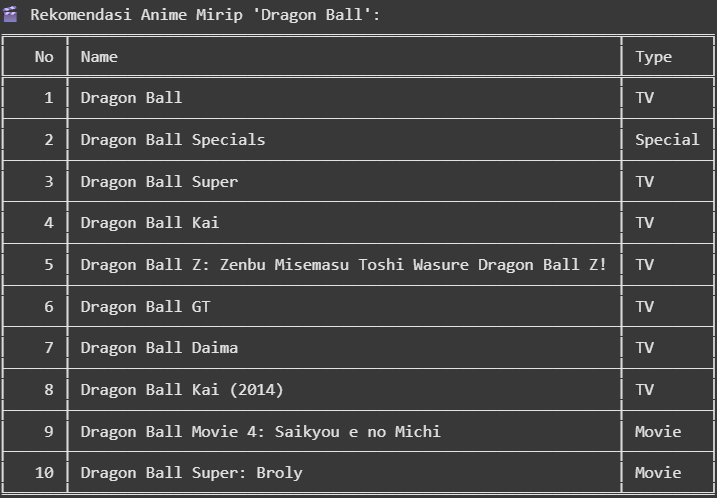 🎬 Rekomendasi Anime Mirip 'Dragon Ball':
No Name Type
1 Dragon Ball TV
2 Dragon Ball Specials Special
3 Dragon Ball Super TV
4 Dragon Ball Kai TV
5 Dragon Ball Z: Zenbu Misemasu Toshi Wasure Dragon Ball Z! TV
6 Dragon Ball GT TV
7 Dragon Ball Daima TV
8 Dragon Ball Kai (2014) TV
9 Dragon Ball Movie 4: Saikyou e no Michi Movie
10 Dragon Ball Super: Broly Movie